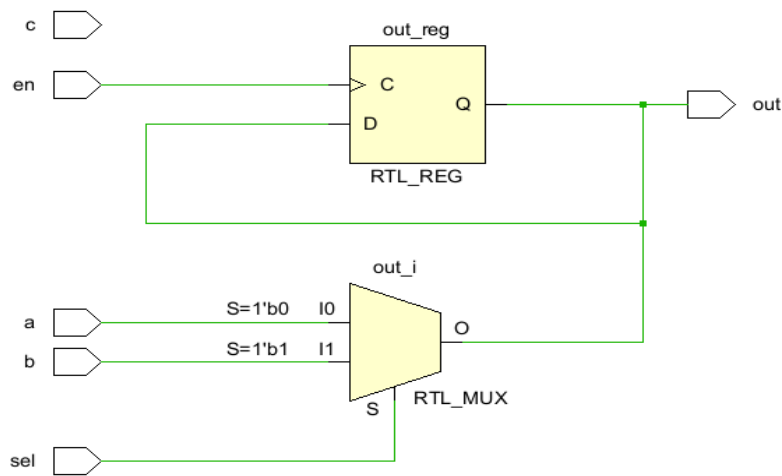 c
out_reg
en
C
Q
out
D
RTL_REG
out_i
a
S=1'b0
I0
O
b
S=1'b1
I1
S
RTL_MUX
sel